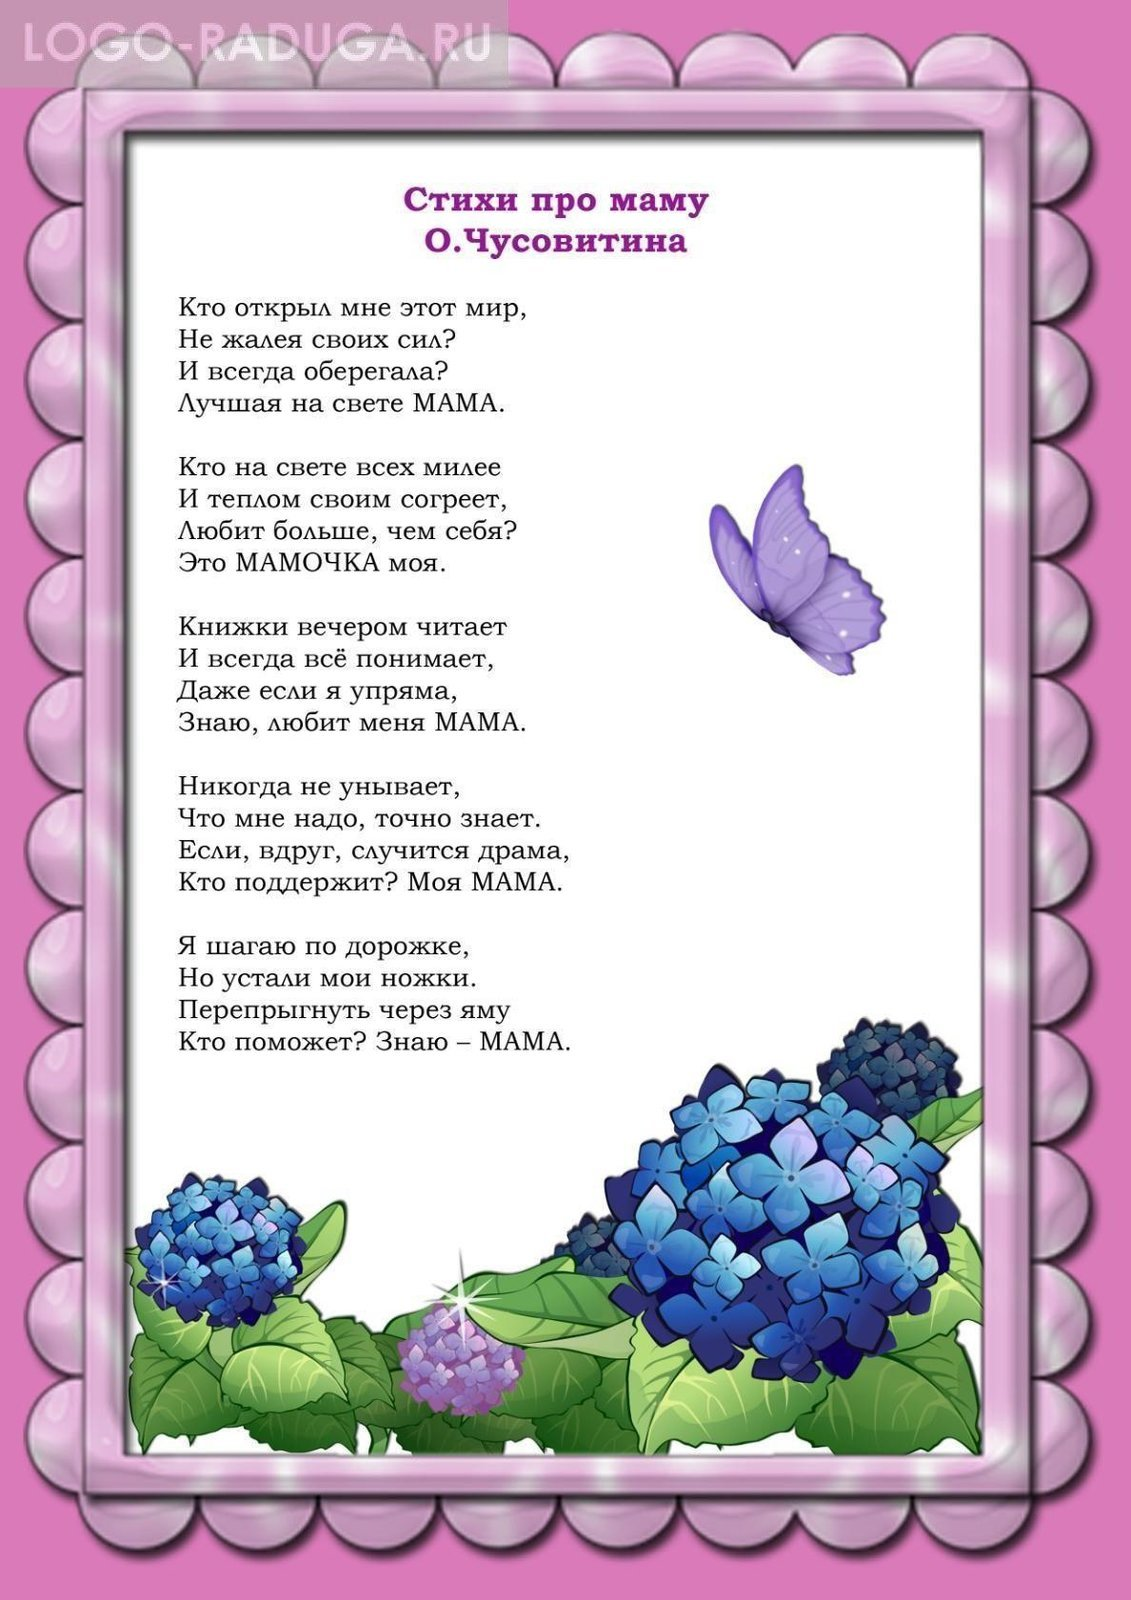 LOGO-RADUGA.RU
Стихи про маму
О.Чусовитина
Кто открыл мне этот мир,
Не жалея своих сил?
И всегда оберегала?
Лучшая на свете МАМА.
Кто на свете всех милее
И теплом своим согреет,
Любит больше, чем себя?
Это МАМОЧКА моя.
Книжки вечером читает
И всегда всё понимает,
Даже если я упряма,
Знаю, любит меня МАМА.
Никогда не унывает,
Что мне надо, точно знает.
Если, вдруг, случится драма,
Кто поддержит? Моя МАМА.
Я шагаю по дорожке,
Но устали мои ножки.
Перепрыгнуть через яму
Кто поможет? Знаю – МАМА.